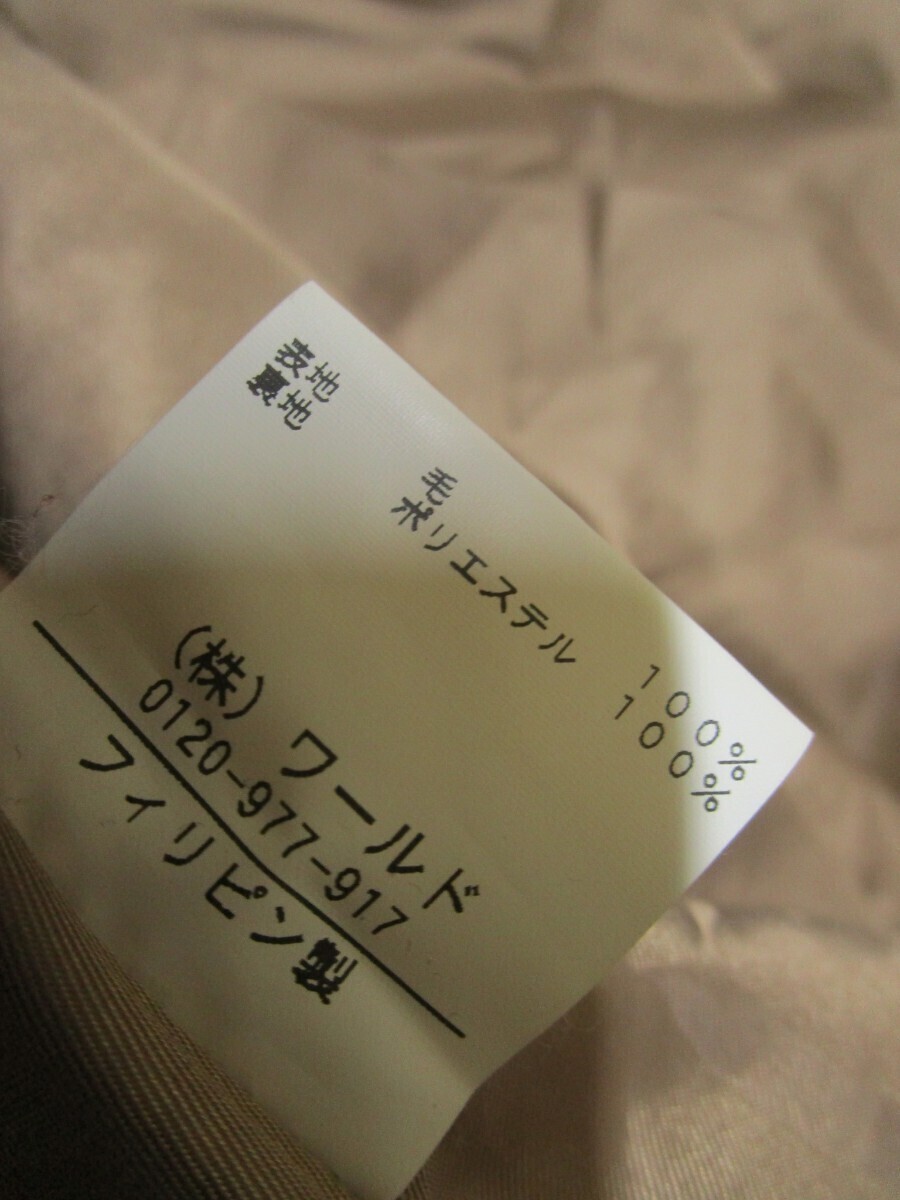 表地 毛 100%
裏地 ポリエステル 100%
(株) ワールド
0120-977-917
フィリピン製